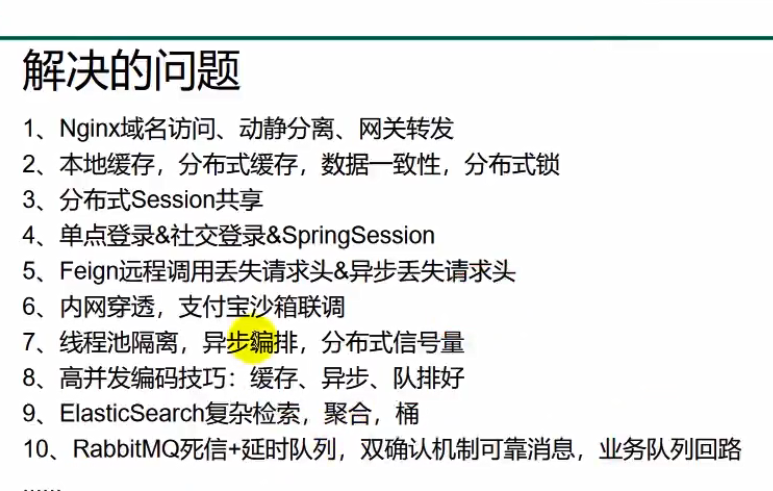 解决的问题
1、Nginx域名访问、动静分离、网关转发
2、本地缓存，分布式缓存，数据一致性，分布式锁
3、分布式Session共享
4、单点登录&社交登录&SpringSession
5、Feign远程调用丢失请求头&异步丢失请求头
6、内网穿透，支付宝沙箱联调
7、线程池隔离，异步编排，分布式信号量
8、高并发编码技巧：缓存、异步、队排好
9、ElasticSearch复杂检索，聚合，桶
10、RabbitMQ死信+延时队列，双确认机制可靠消息，业务队列回路
......